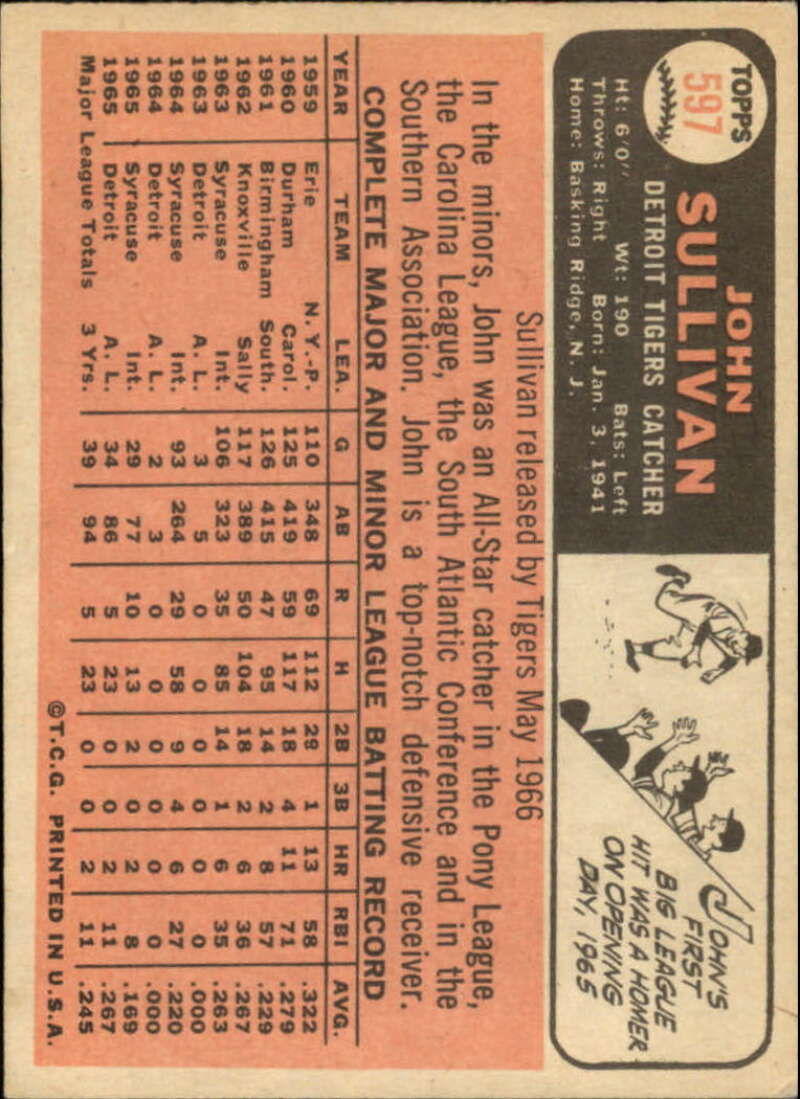 TOPPS
597
JOHN
SULLIVAN
DETROIT TIGERS CATCHER
Ht: 6'0" Wt: 190 Bats: Left
Throws: Right Born: Jan. 3, 1941
Home: Basking Ridge, N. J.
JOHN'S
FIRST
BIG LEAGUE
HIT WAS A HOMER
ON OPENING
DAY, 1965
Sullivan released by Tigers May 1966
In the minors, John was an All-Star catcher in the Pony League,
the Carolina League, the South Atlantic Conference and in the
Southern Association. John is a top-notch defensive receiver.
COMPLETE MAJOR AND MINOR LEAGUE BATTING RECORD
YEAR TEAM LEA. G AB R H 2B 3B HR RBI AVG.
1959 Erie N.Y.-P. 110 348 69 112 29 1 13 58 .322
1960 Durham Carol. 125 419 59 117 18 4 11 71 .279
1961 Birmingham South. 126 415 47 95 14 2 8 57 .229
1962 Knoxville Sally 117 389 50 104 18 2 6 36 .267
1963 Syracuse Int. 106 323 35 85 14 1 6 35 .263
1963 Detroit A. L. 3 5 0 0 0 0 0 0 .000
1964 Syracuse Int. 93 264 29 58 9 4 6 27 .220
1964 Detroit A. L. 2 3 0 0 0 0 0 0 .000
1965 Syracuse Int. 29 77 10 13 2 0 2 8 .169
1965 Detroit A. L. 34 86 5 23 0 0 2 11 .267
Major League Totals 3 Yrs. 39 94 5 23 0 0 2 11 .245
©T.C.G. PRINTED IN U.S.A.